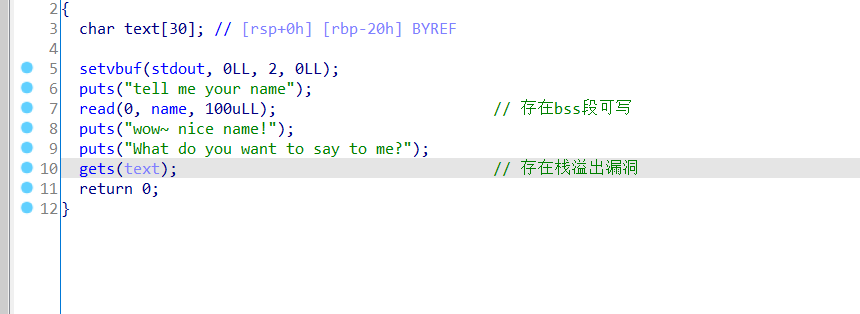 2 {
3 char text[30]; // [rsp+0h] [rbp-20h] BYREF
4
5 setvbuf(stdout, 0LL, 2, 0LL);
6 puts("tell me your name");
7 read(0, name, 100uLL); // 存在bss段可写
8 puts("wow~ nice name!");
9 puts("What do you want to say to me?");
10 gets(text); // 存在栈溢出漏洞
11 return 0;
12 }